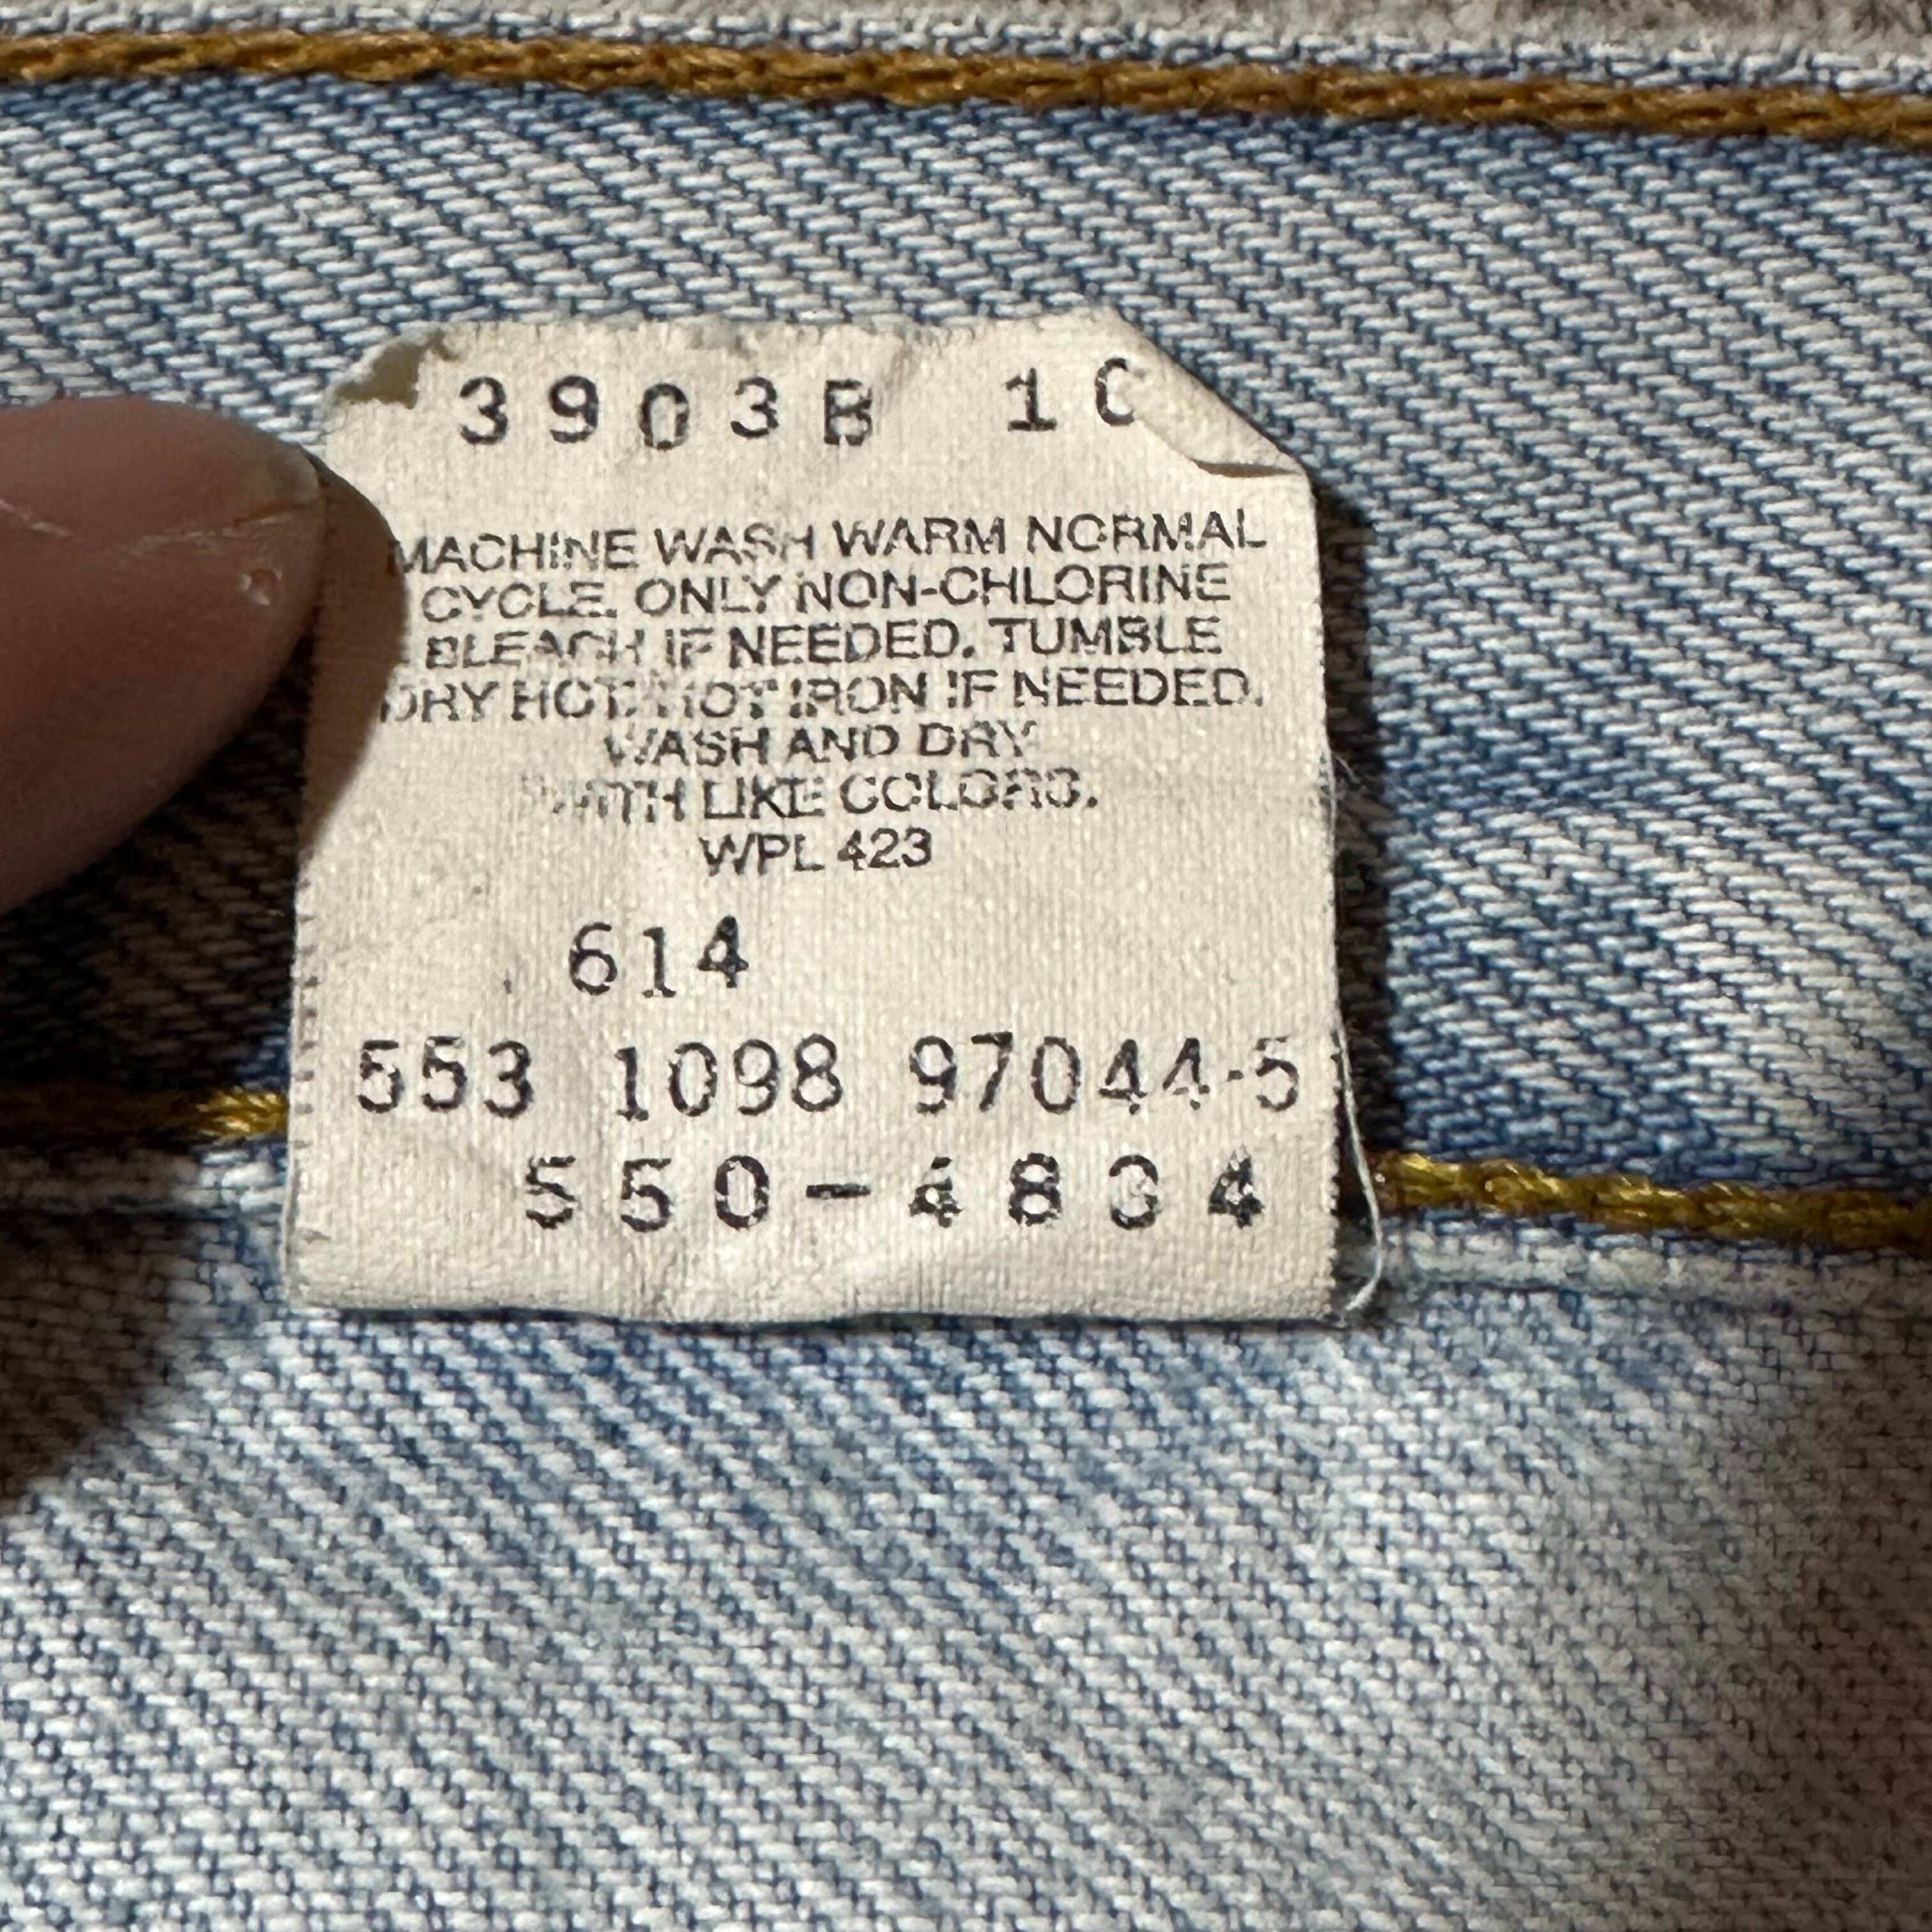 3903B 10
MACHINE WASH WARM NORMAL
CYCLE. ONLY NON-CHLORINE
BLEACH IF NEEDED. TUMBLE
DRY HOT. HOT IRON IF NEEDED.
WASH AND DRY
WITH LIKE COLORS.
WPL 423
614
553 1098 97044-5
550-4834